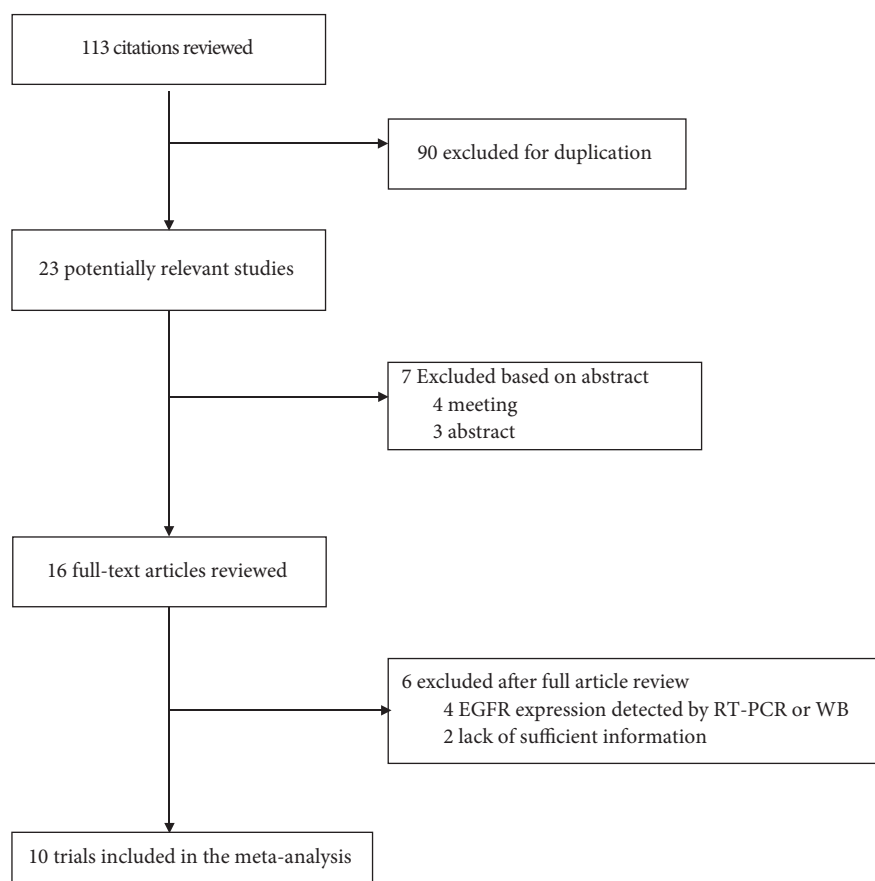 113 citations reviewed
90 excluded for duplication
23 potentially relevant studies
7 Excluded based on abstract
4 meeting
3 abstract
16 full-text articles reviewed
6 excluded after full article review
4 EGFR expression detected by RT-PCR or WB
2 lack of sufficient information
10 trials included in the meta-analysis